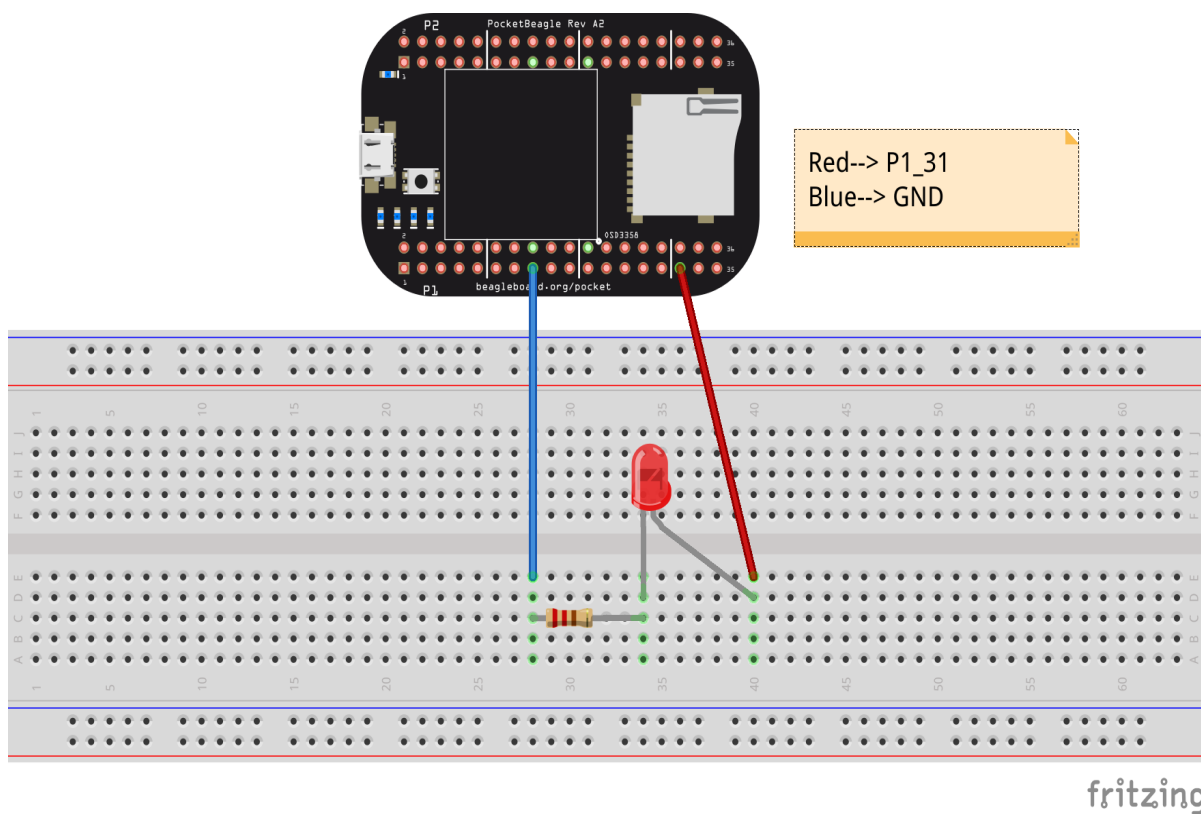 P2
PocketBeagle Rev A2
2
36
35
1
Red--> P1_31
Blue--> GND
2
OSD3358
36
35
1
P1
beagleboard.org/pocket
1 5 10 15 20 25 30 35 40 45 50 55 60
J J
I I
H H
G G
F F
E E
D D
C C
B B
A A
1 5 10 15 20 25 30 35 40 45 50 55 60
fritzing